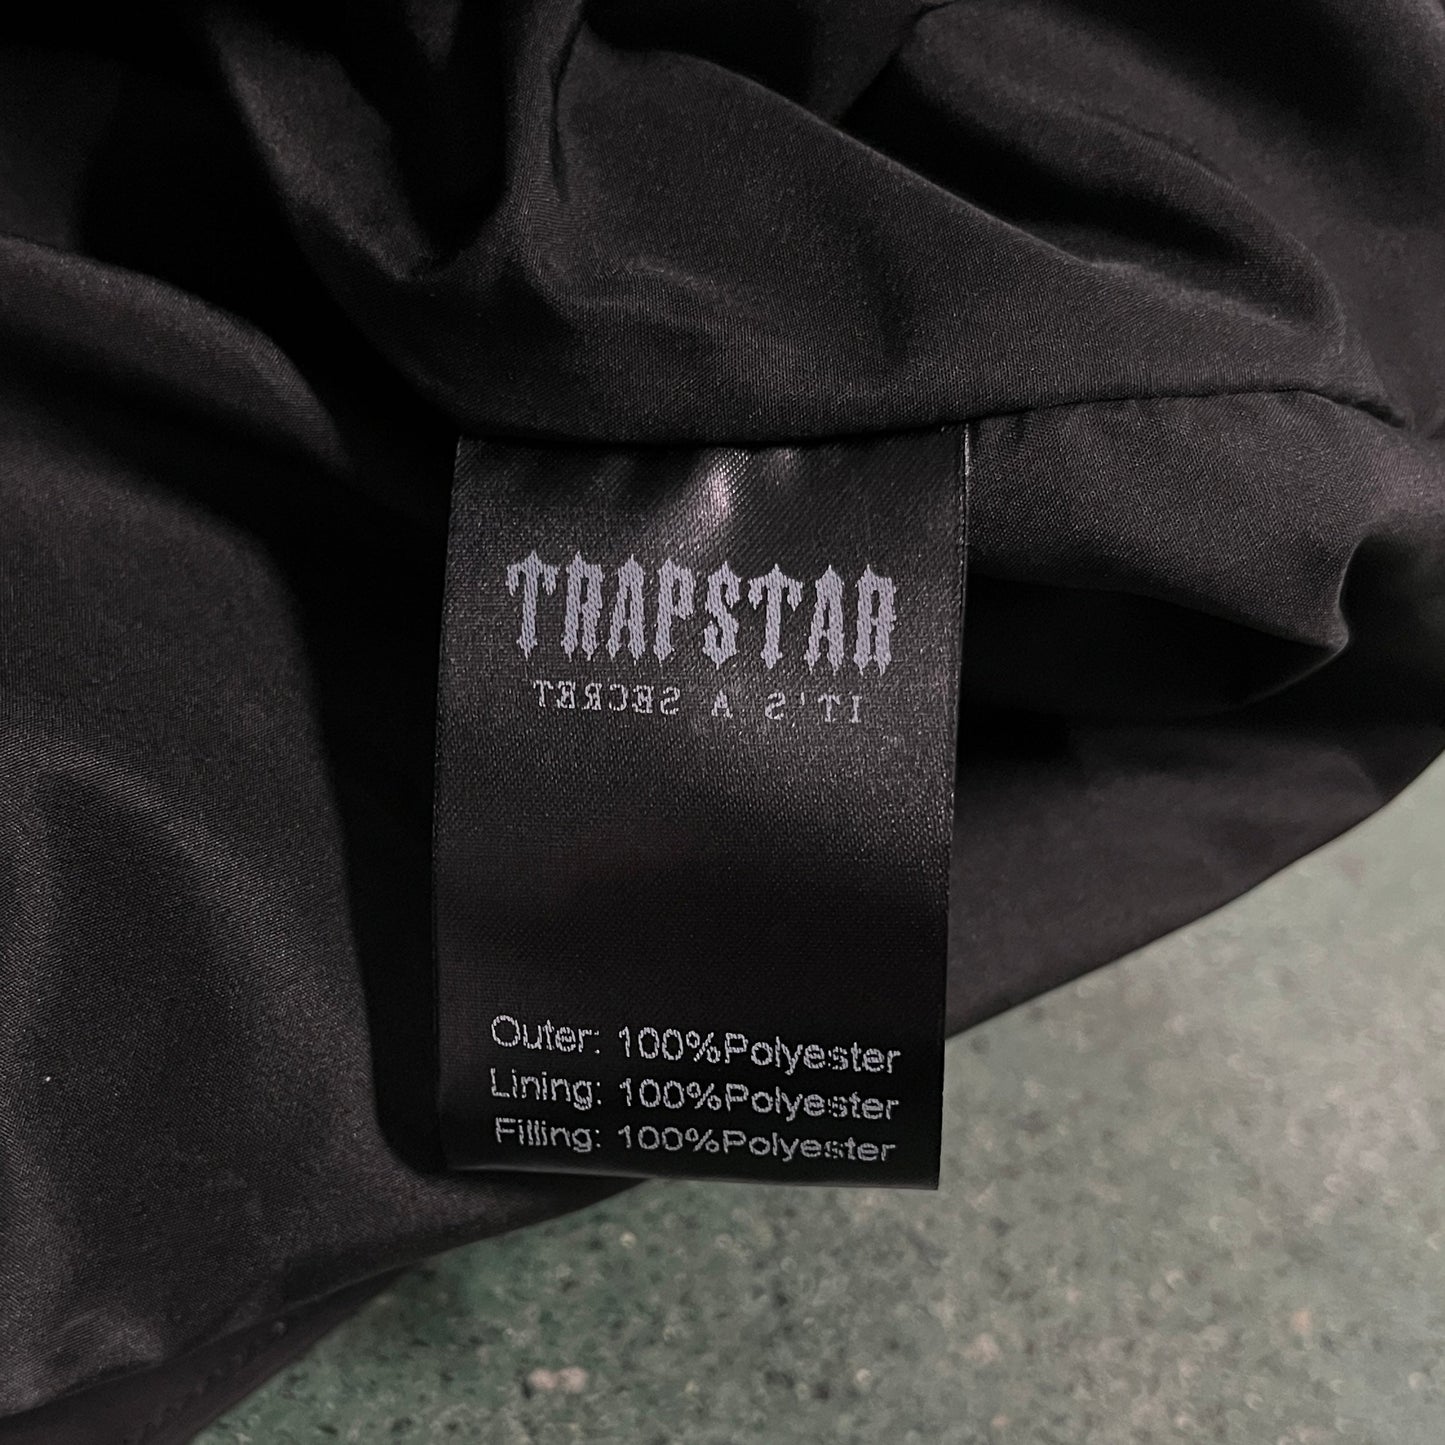 TRAPSTAR
IT'S A SECRET
Outer: 100%Polyester
Lining: 100%Polyester
Filling: 100%Polyester